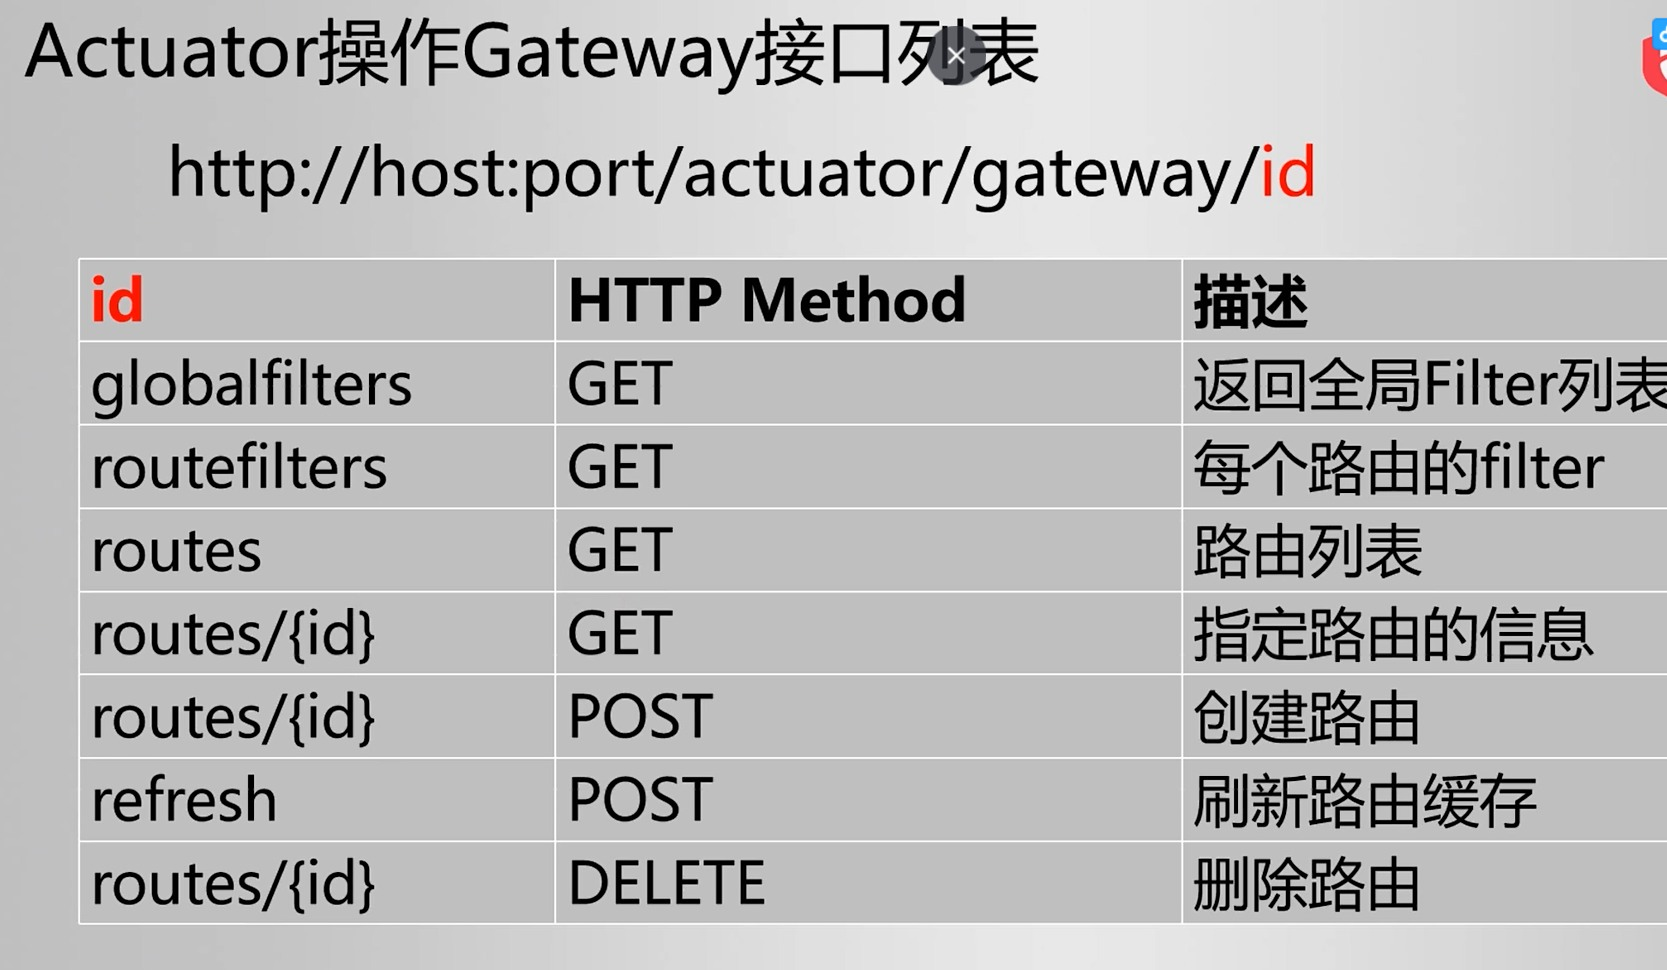 Actuator操作Gateway接口列表
http://host:port/actuator/gateway/id
id HTTP Method 描述
globalfilters GET 返回全局Filter列表
routefilters GET 每个路由的filter
routes GET 路由列表
routes/{id} GET 指定路由的信息
routes/{id} POST 创建路由
refresh POST 刷新路由缓存
routes/{id} DELETE 删除路由